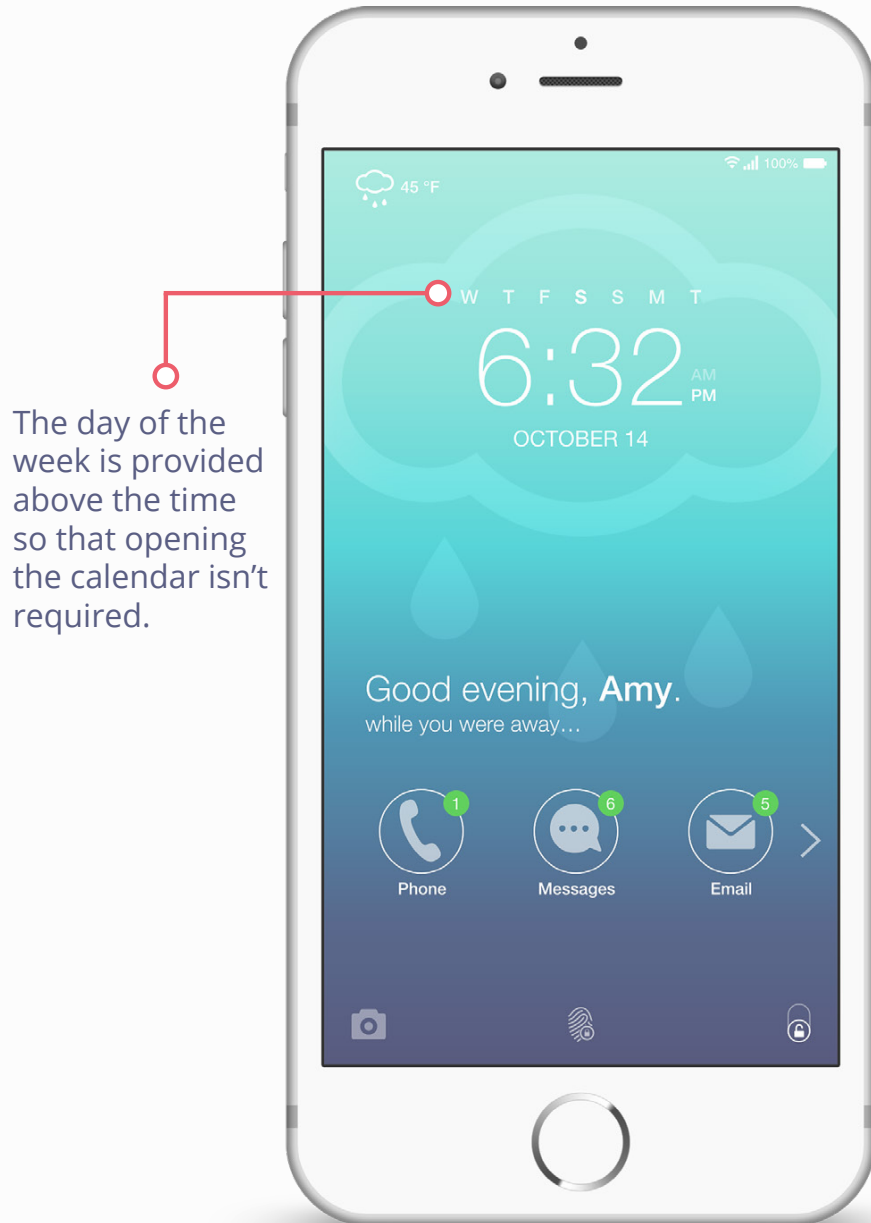 100%
45 °F
W T F S S M T
6:32 AM
PM
OCTOBER 14
The day of the
week is provided
above the time
so that opening
the calendar isn’t
required.
Good evening, Amy.
while you were away...
1 6 5
Phone Messages Email